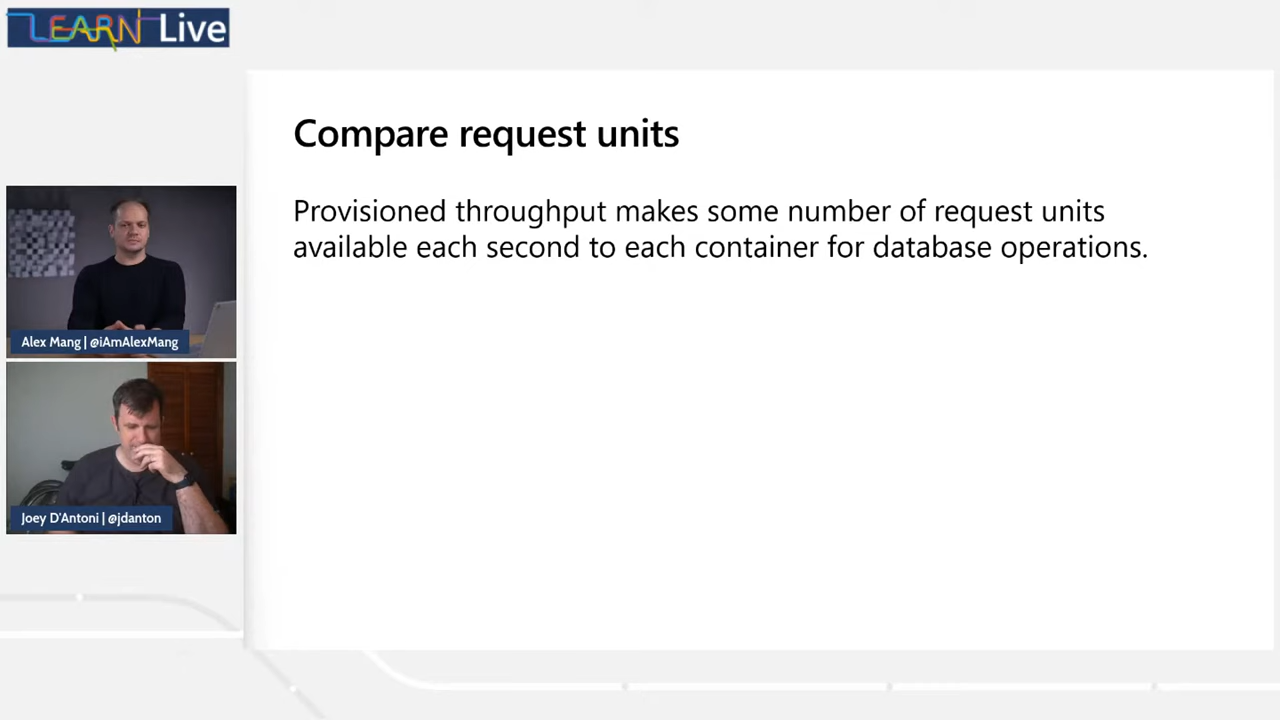 LEARN Live
Compare request units
Provisioned throughput makes some number of request units
available each second to each container for database operations.
Alex Mang | @iAmAlexMang
Joey D'Antoni | @jdanton